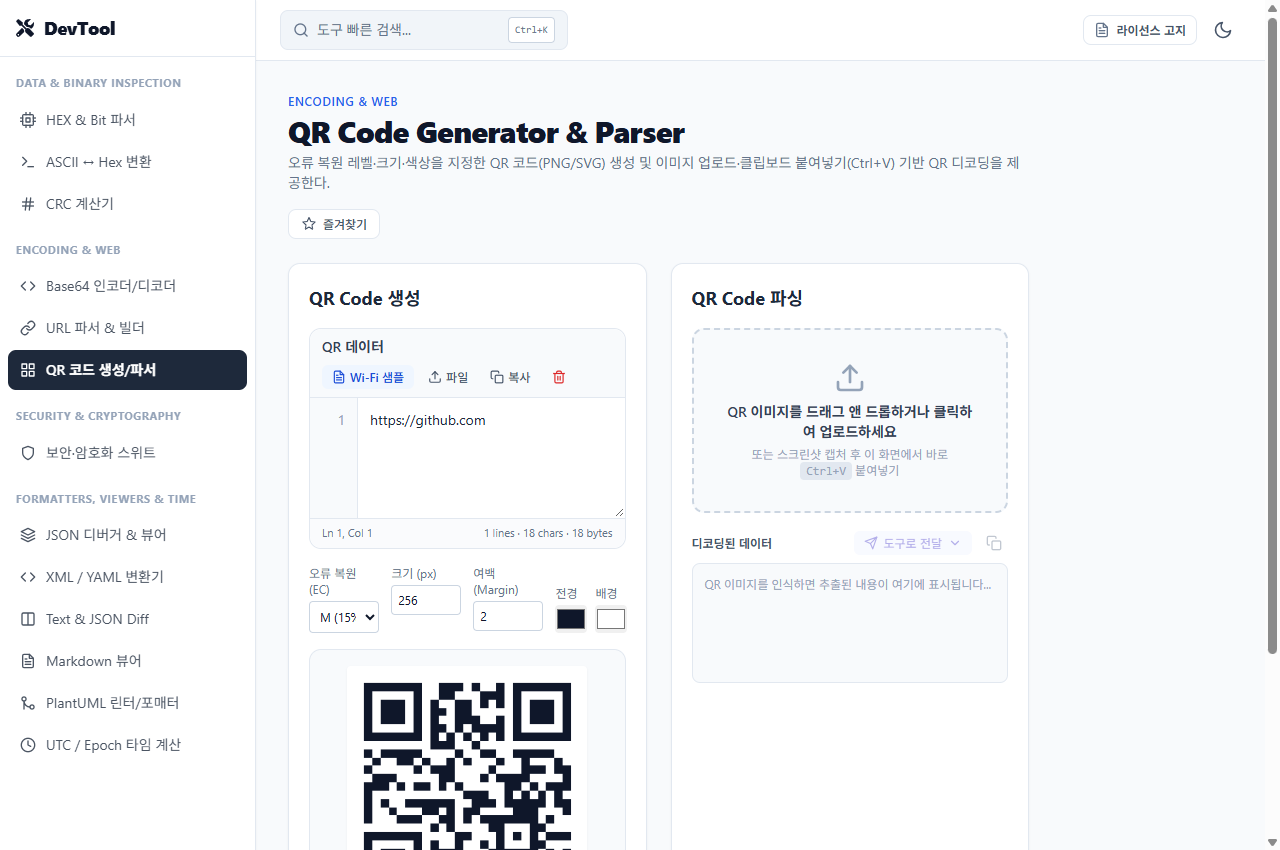 DevTool
도구 빠른 검색...
Ctrl+K
라이선스 고지
DATA & BINARY INSPECTION
HEX & Bit 파서
ASCII ↔ Hex 변환
CRC 계산기
ENCODING & WEB
Base64 인코더/디코더
URL 파서 & 빌더
QR 코드 생성/파서
SECURITY & CRYPTOGRAPHY
보안·암호화 스위트
FORMATTERS, VIEWERS & TIME
JSON 디버거 & 뷰어
XML / YAML 변환기
Text & JSON Diff
Markdown 뷰어
PlantUML 린터/포매터
UTC / Epoch 타임 계산
ENCODING & WEB
QR Code Generator & Parser
오류 복원 레벨·크기·색상을 지정한 QR 코드(PNG/SVG) 생성 및 이미지 업로드·클립보드 붙여넣기(Ctrl+V) 기반 QR 디코딩을 제
공한다.
즐겨찾기
QR Code 생성
QR 데이터
Wi-Fi 샘플
파일
복사
1
https://github.com
Ln 1, Col 1
1 lines · 18 chars · 18 bytes
오류 복원
(EC)
M (15%
크기 (px)
256
여백
(Margin)
2
전경
배경
QR Code 파싱
QR 이미지를 드래그 앤 드롭하거나 클릭하
여 업로드하세요
또는 스크린샷 캡처 후 이 화면에서 바로
Ctrl+V 붙여넣기
디코딩된 데이터
도구로 전달
QR 이미지를 인식하면 추출된 내용이 여기에 표시됩니다...